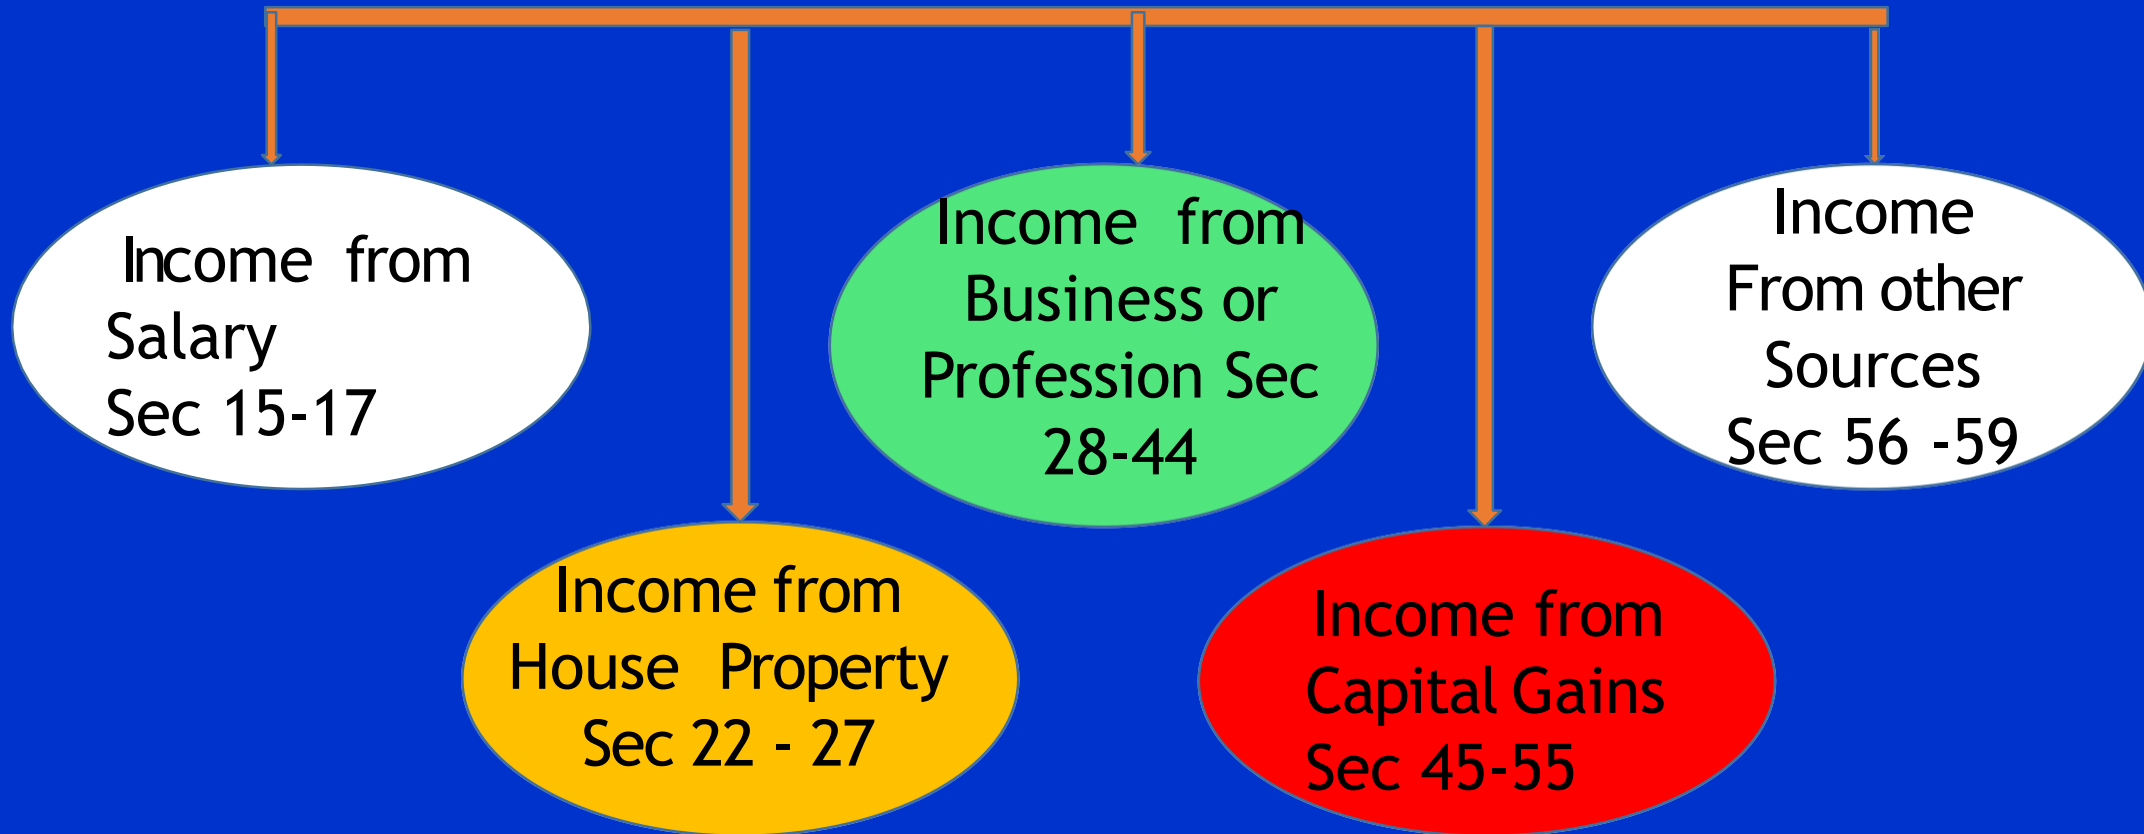 Income from
Salary
Sec 15-17
Income from
House Property
Sec 22 - 27
Income from
Business or
Profession Sec
28-44
Income from
Capital Gains
Sec 45-55
Income
From other
Sources
Sec 56 -59